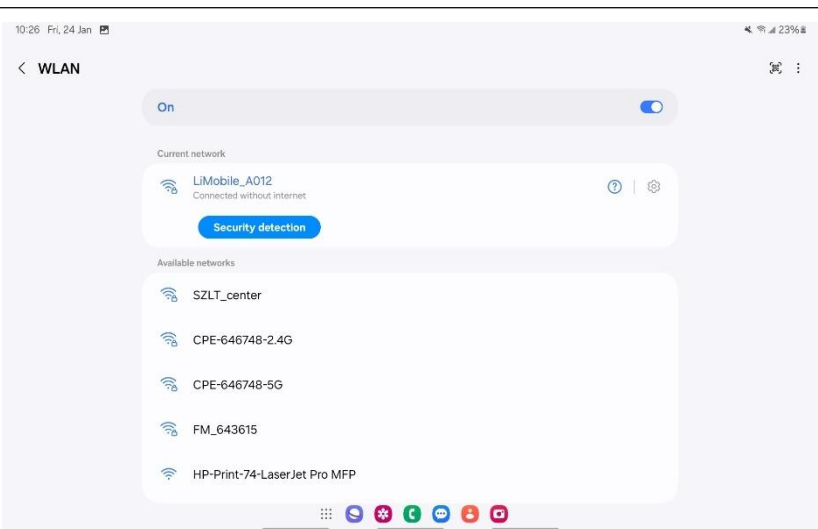 10:26 Fri, 24 Jan
23%
WLAN
On
Current network
LiMobile_A012
Connected without internet
Security detection
Available networks
SZLT_center
CPE-646748-2.4G
CPE-646748-5G
FM_643615
HP-Print-74-LaserJet Pro MFP